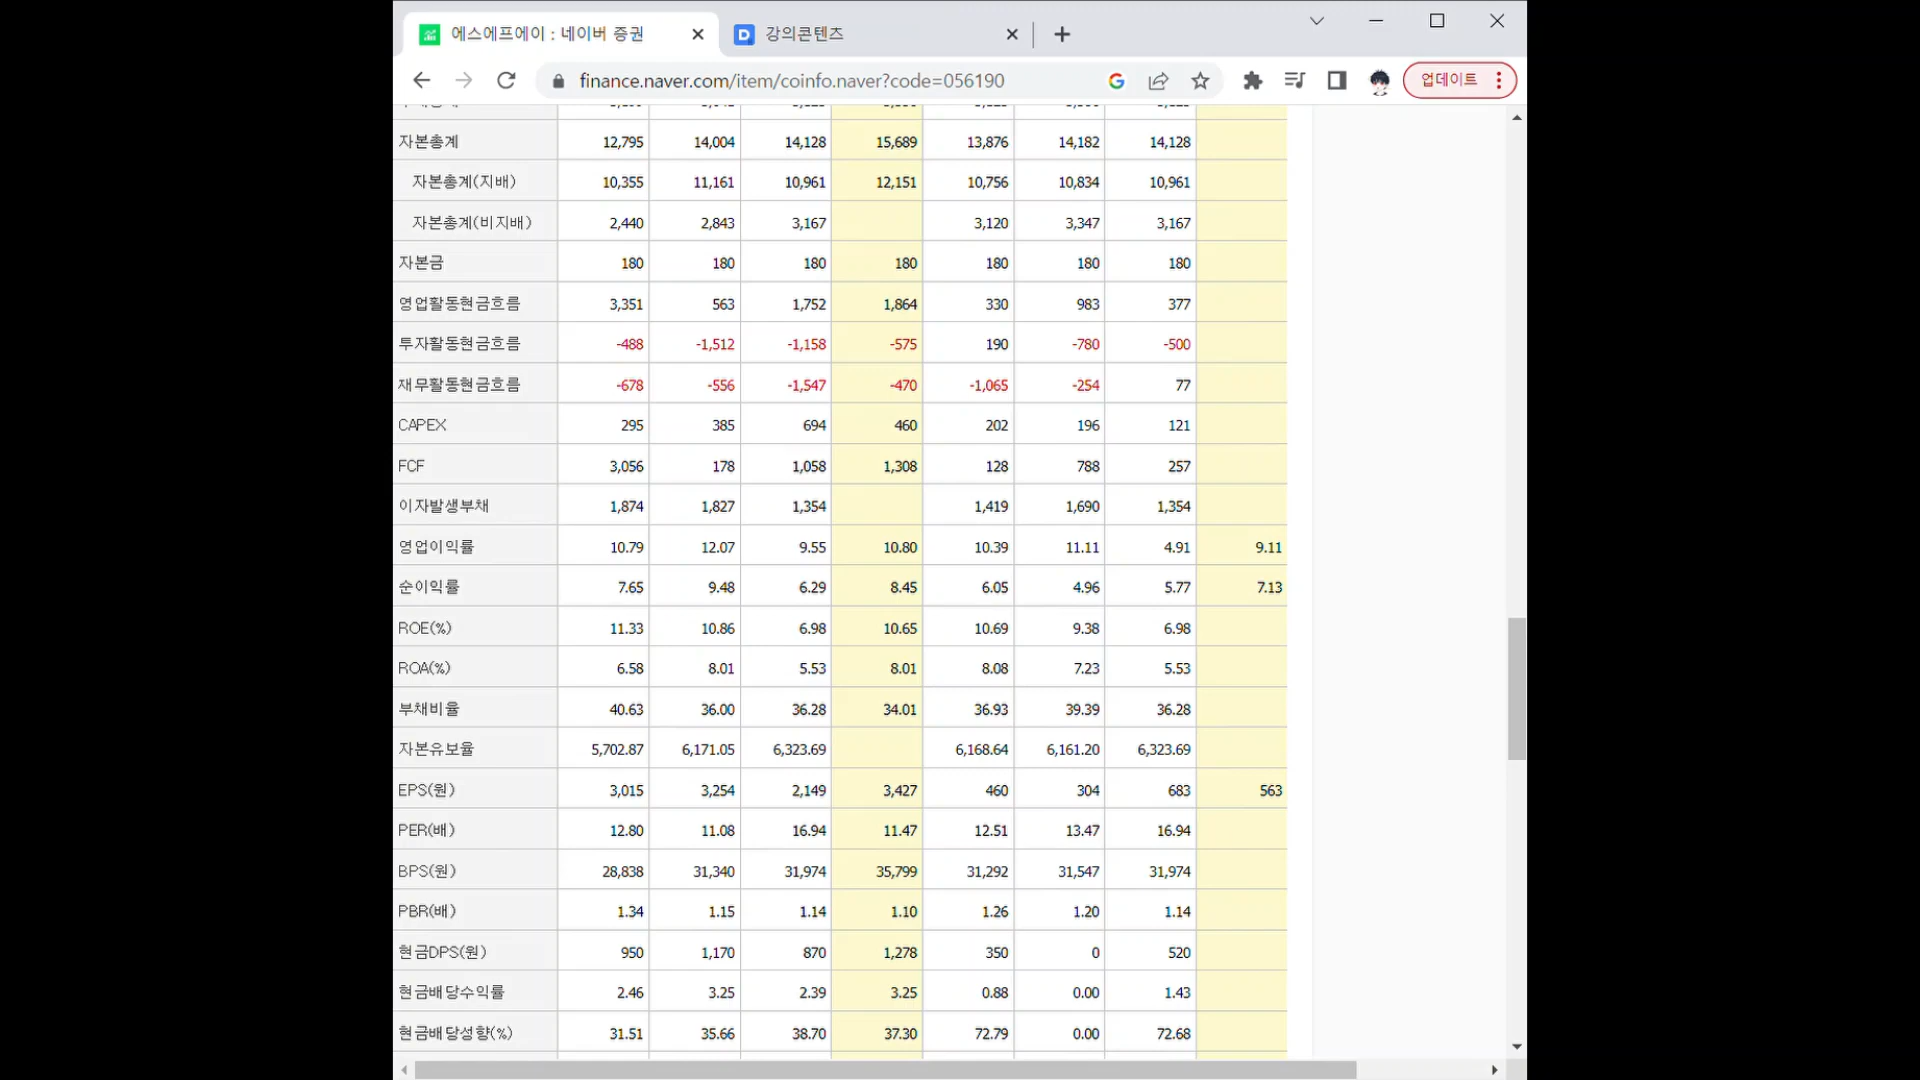 에스에프에이 : 네이버 증권
강의콘텐츠
finance.naver.com/item/coinfo.naver?code=056190
업데이트
자본총계 12,795 14,004 14,128 15,689 13,876 14,182 14,128
자본총계(지배) 10,355 11,161 10,961 12,151 10,756 10,834 10,961
자본총계(비지배) 2,440 2,843 3,167 3,120 3,347 3,167
자본금 180 180 180 180 180 180 180
영업활동현금흐름 3,351 563 1,752 1,864 330 983 377
투자활동현금흐름 -488 -1,512 -1,158 -575 190 -780 -500
재무활동현금흐름 -678 -556 -1,547 -470 -1,065 -254 77
CAPEX 295 385 694 460 202 196 121
FCF 3,056 178 1,058 1,308 128 788 257
이자발생부채 1,874 1,827 1,354 1,419 1,690 1,354
영업이익률 10.79 12.07 9.55 10.80 10.39 11.11 4.91 9.11
순이익률 7.65 9.48 6.29 8.45 6.05 4.96 5.77 7.13
ROE(%) 11.33 10.86 6.98 10.65 10.69 9.38 6.98
ROA(%) 6.58 8.01 5.53 8.01 8.08 7.23 5.53
부채비율 40.63 36.00 36.28 34.01 36.93 39.39 36.28
자본유보율 5,702.87 6,171.05 6,323.69 6,168.64 6,161.20 6,323.69
EPS(원) 3,015 3,254 2,149 3,427 460 304 683 563
PER(배) 12.80 11.08 16.94 11.47 12.51 13.47 16.94
BPS(원) 28,838 31,340 31,974 35,799 31,292 31,547 31,974
PBR(배) 1.34 1.15 1.14 1.10 1.26 1.20 1.14
현금DPS(원) 950 1,170 870 1,278 350 0 520
현금배당수익률 2.46 3.25 2.39 3.25 0.88 0.00 1.43
현금배당성향(%) 31.51 35.66 38.70 37.30 72.79 0.00 72.68